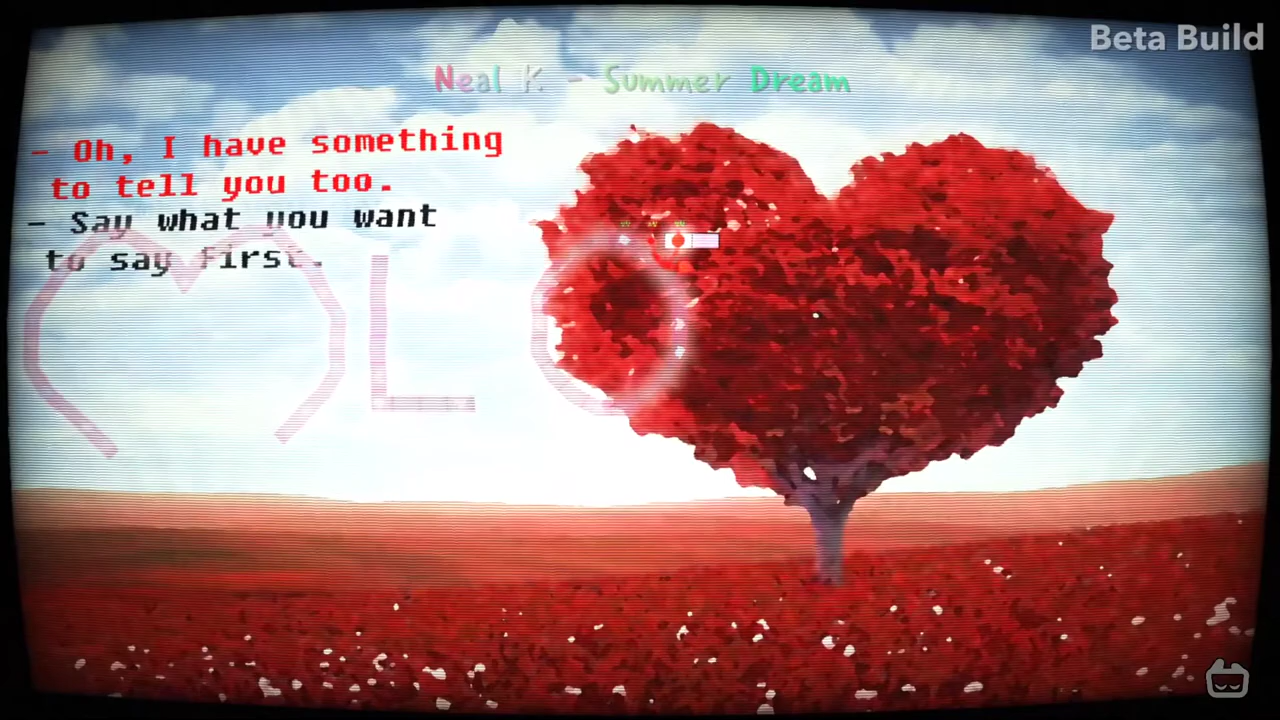 Beta Build
Neal K - Summer Dream
- Oh, I have something
to tell you too.
- Say what you want
to say first.
L